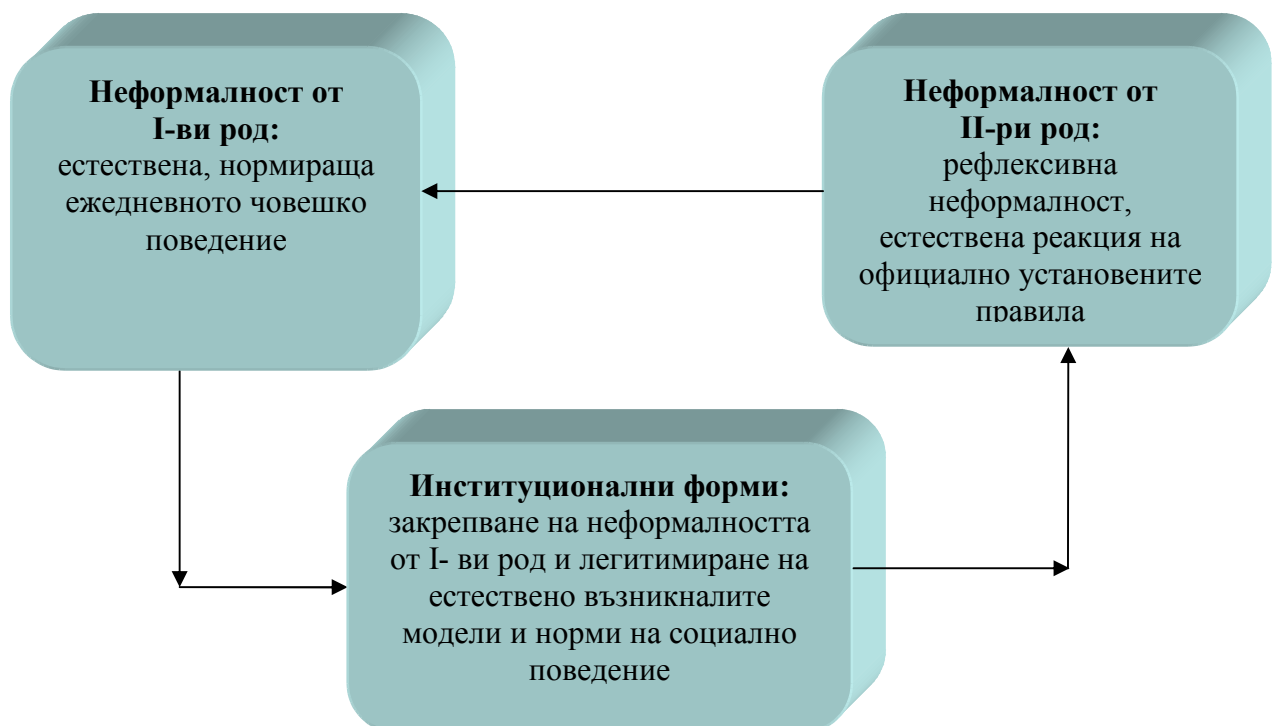 Неформалност от
I-ви род:
естествена, нормираща
ежедневното човешко
поведение
Неформалност от
II-ри род:
рефлексивна
неформалност,
естествена реакция на
официално установените
правила
Институционални форми:
закрепване на неформалността
от I- ви род и легитимиране на
естествено възникналите
модели и норми на социално
поведение